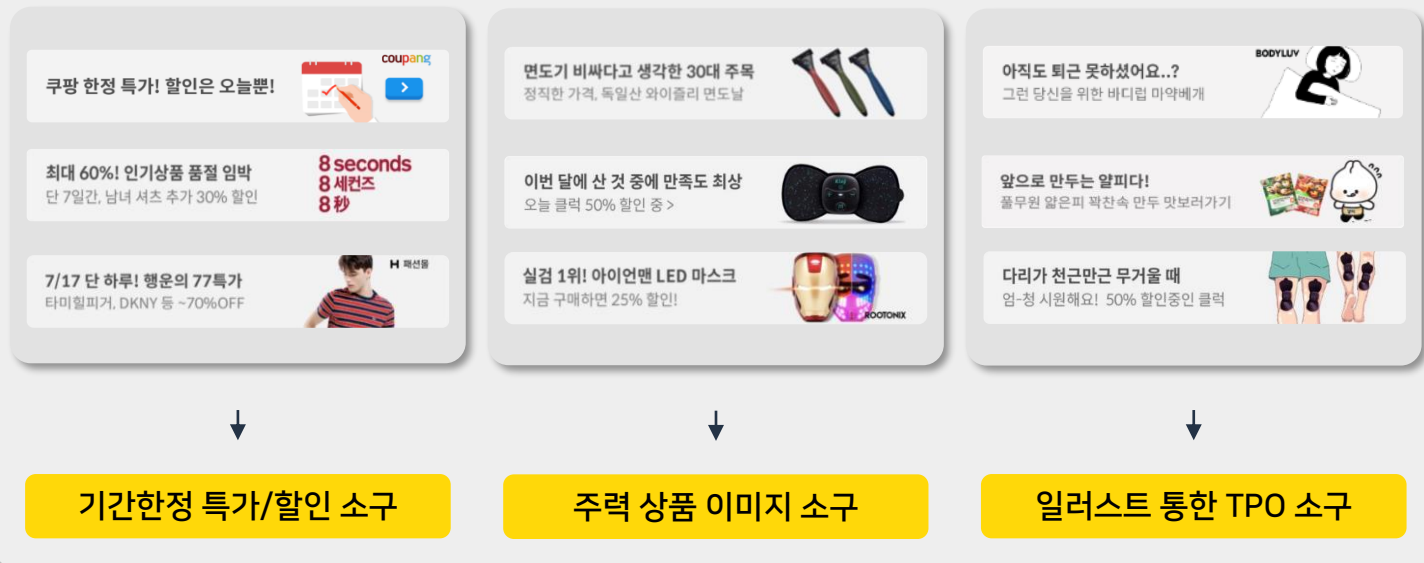 쿠팡 한정 특가! 할인은 오늘뿐!
coupang
최대 60%! 인기상품 품절 임박
단 7일간, 남녀 셔츠 추가 30% 할인
8 seconds
8 세컨즈
8 秒
7/17 단 하루! 행운의 77특가
타미힐피거, DKNY 등 ~70%OFF
H 패션몰
기간한정 특가/할인 소구
면도기 비싸다고 생각한 30대 주목
정직한 가격, 독일산 와이즐리 면도날
이번 달에 산 것 중에 만족도 최상
오늘 클럭 50% 할인 중 >
실검 1위! 아이언맨 LED 마스크
지금 구매하면 25% 할인!
ROOTONIX
주력 상품 이미지 소구
아직도 퇴근 못하셨어요..?
그런 당신을 위한 바디럽 마약베개
BODYLUV
앞으로 만두는 얄피다!
풀무원 얇은피 꽉찬속 만두 맛보러가기
다리가 천근만근 무거울 때
엄-청 시원해요! 50% 할인중인 클럭
일러스트 통한 TPO 소구